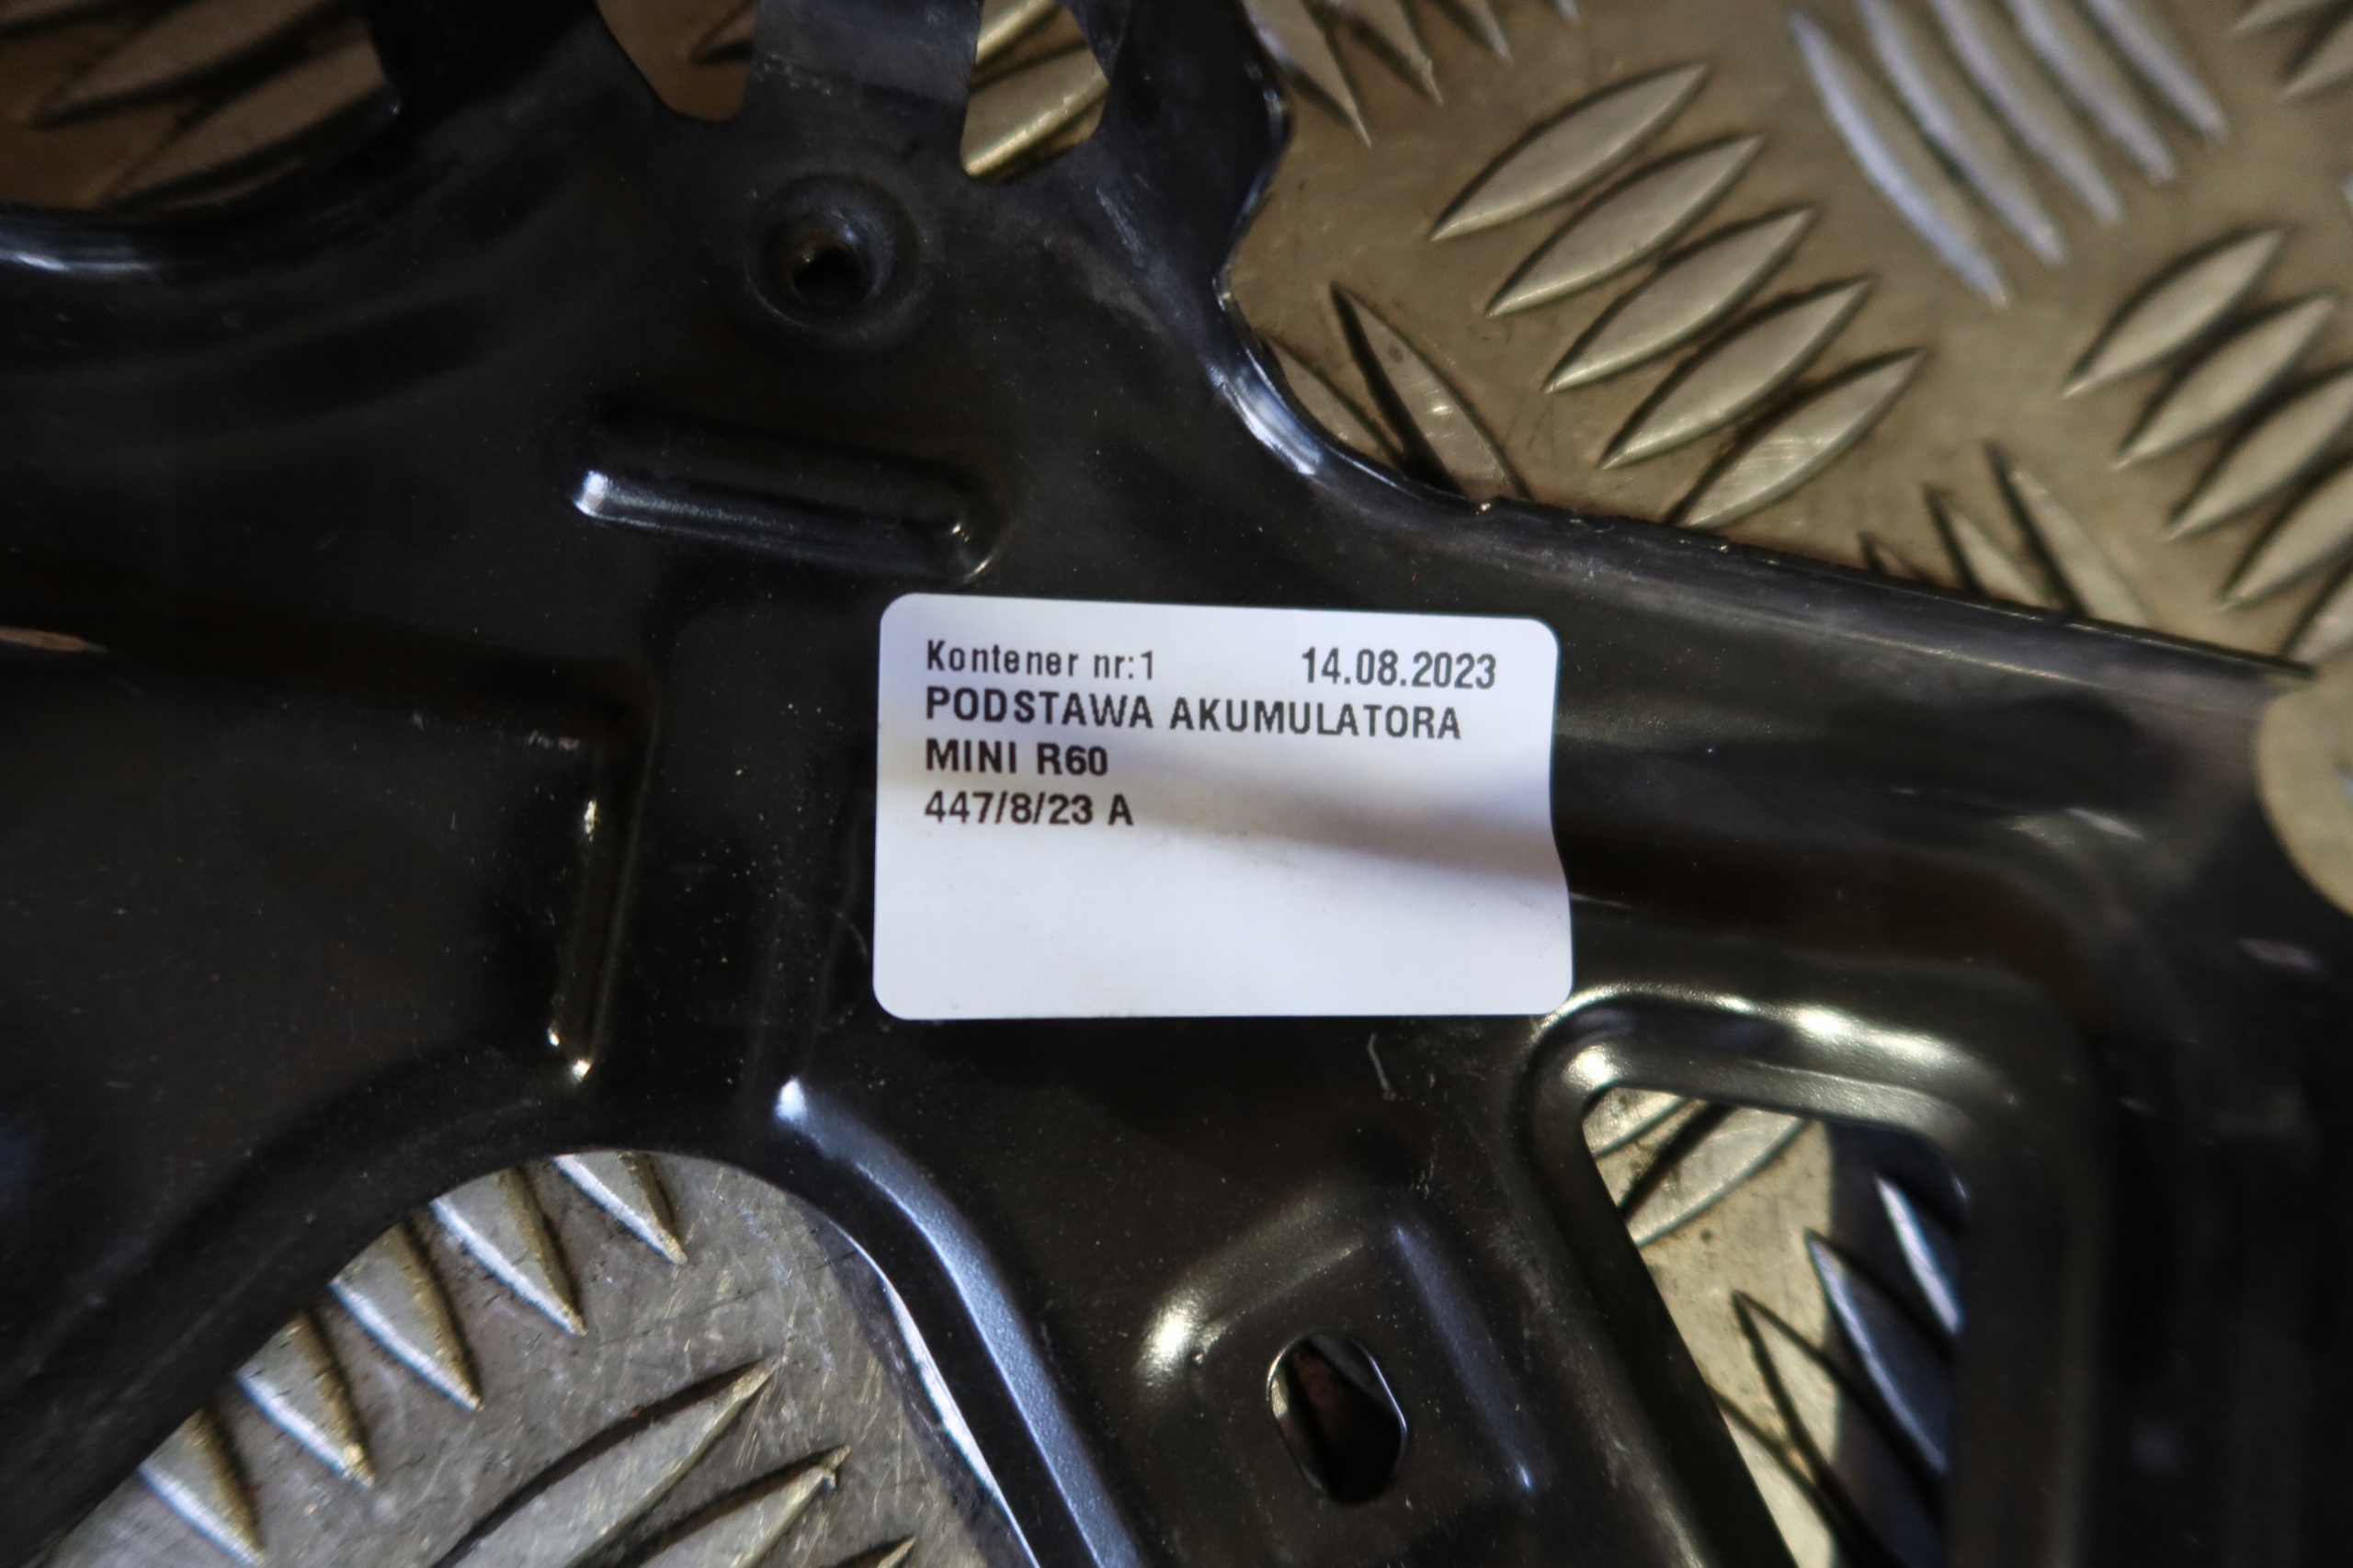 Kontener nr:1 14.08.2023
PODSTAWA AKUMULATORA
MINI R60
447/8/23 A